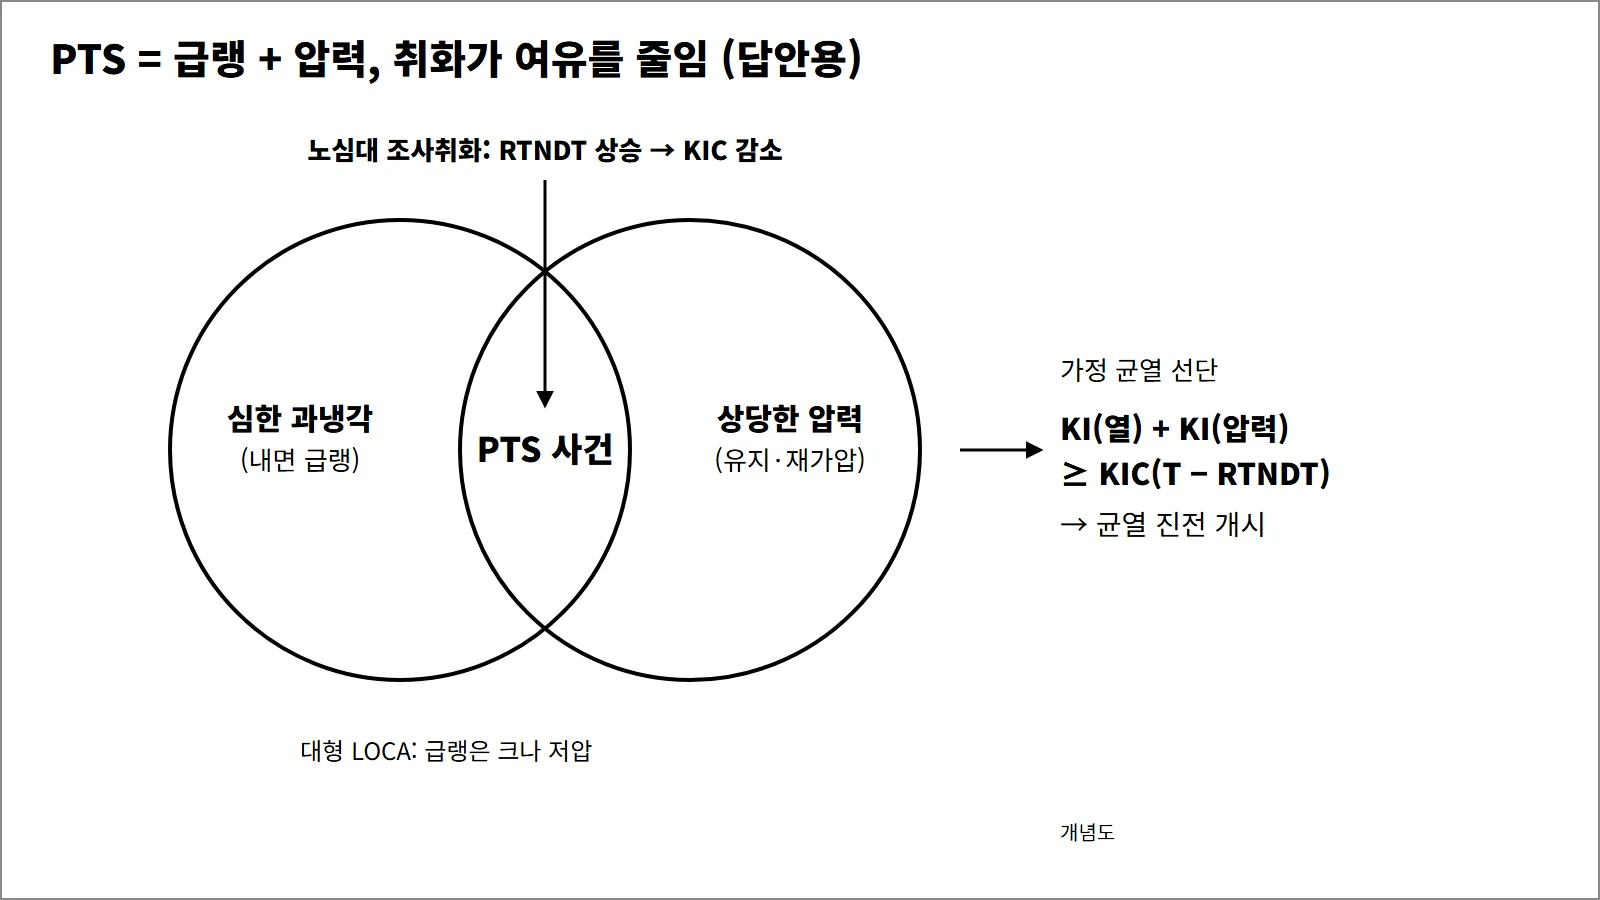 PTS = 급랭 + 압력, 취화가 여유를 줄임 (답안용)
노심대 조사취화: RTNDT 상승 → KIC 감소
심한 과냉각
(내면 급랭)
PTS 사건
상당한 압력
(유지·재가압)
가정 균열 선단
KI(열) + KI(압력)
≥ KIC(T − RTNDT)
→ 균열 진전 개시
대형 LOCA: 급랭은 크나 저압
개념도